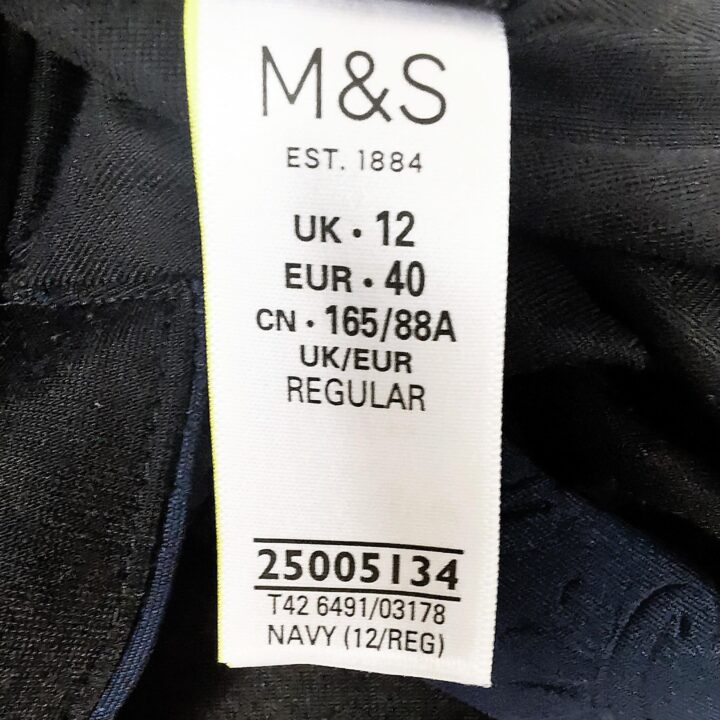 M&S
EST. 1884
UK • 12
EUR • 40
CN • 165/88A
UK/EUR
REGULAR
25005134
T42 6491/03178
NAVY (12/REG)